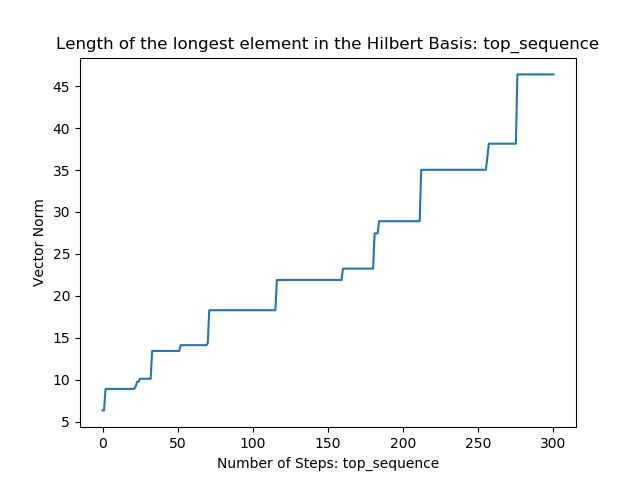 Length of the longest element in the Hilbert Basis: top_sequence
45
40
35
30
25
20
15
10
5
Vector Norm
0 50 100 150 200 250 300
Number of Steps: top_sequence